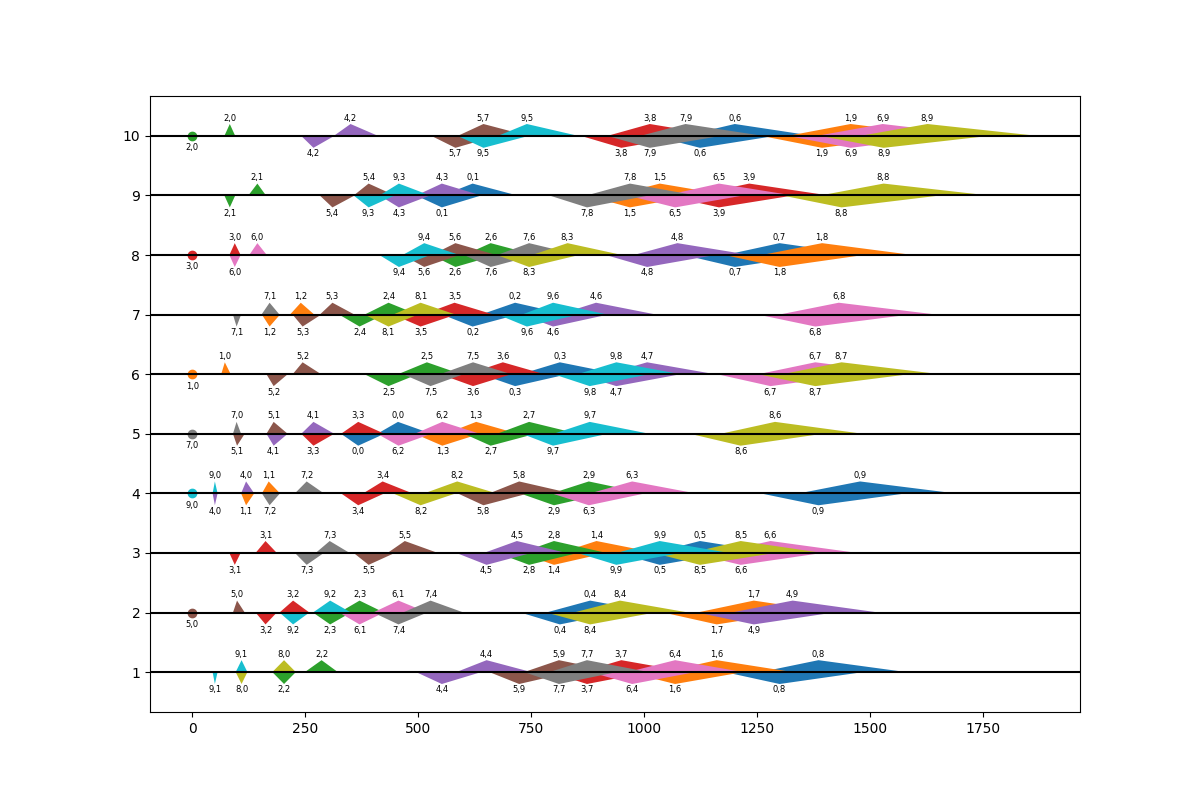 2,0 4,2 5,7 9,5 3,8 7,9 0,6 1,9 6,9 8,9
10
2,0 4,2 5,7 9,5 3,8 7,9 0,6 1,9 6,9 8,9
2,1 5,4 9,3 4,3 0,1 7,8 1,5 6,5 3,9 8,8
9
2,1 5,4 9,3 4,3 0,1 7,8 1,5 6,5 3,9 8,8
3,0 6,0 9,4 5,6 2,6 7,6 8,3 4,8 0,7 1,8
8
3,0 6,0 9,4 5,6 2,6 7,6 8,3 4,8 0,7 1,8
7,1 1,2 5,3 2,4 8,1 3,5 0,2 9,6 4,6 6,8
7
7,1 1,2 5,3 2,4 8,1 3,5 0,2 9,6 4,6 6,8
1,0 5,2 2,5 7,5 3,6 0,3 9,8 4,7 6,7 8,7
6
1,0 5,2 2,5 7,5 3,6 0,3 9,8 4,7 6,7 8,7
7,0 5,1 4,1 3,3 0,0 6,2 1,3 2,7 9,7 8,6
5
7,0 5,1 4,1 3,3 0,0 6,2 1,3 2,7 9,7 8,6
9,0 4,0 1,1 7,2 3,4 8,2 5,8 2,9 6,3 0,9
4
9,0 4,0 1,1 7,2 3,4 8,2 5,8 2,9 6,3 0,9
3,1 7,3 5,5 4,5 2,8 1,4 9,9 0,5 8,5 6,6
3
3,1 7,3 5,5 4,5 2,8 1,4 9,9 0,5 8,5 6,6
5,0 3,2 9,2 2,3 6,1 7,4 0,4 8,4 1,7 4,9
2
5,0 3,2 9,2 2,3 6,1 7,4 0,4 8,4 1,7 4,9
9,1 8,0 2,2 4,4 5,9 7,7 3,7 6,4 1,6 0,8
1
9,1 8,0 2,2 4,4 5,9 7,7 3,7 6,4 1,6 0,8
0 250 500 750 1000 1250 1500 1750